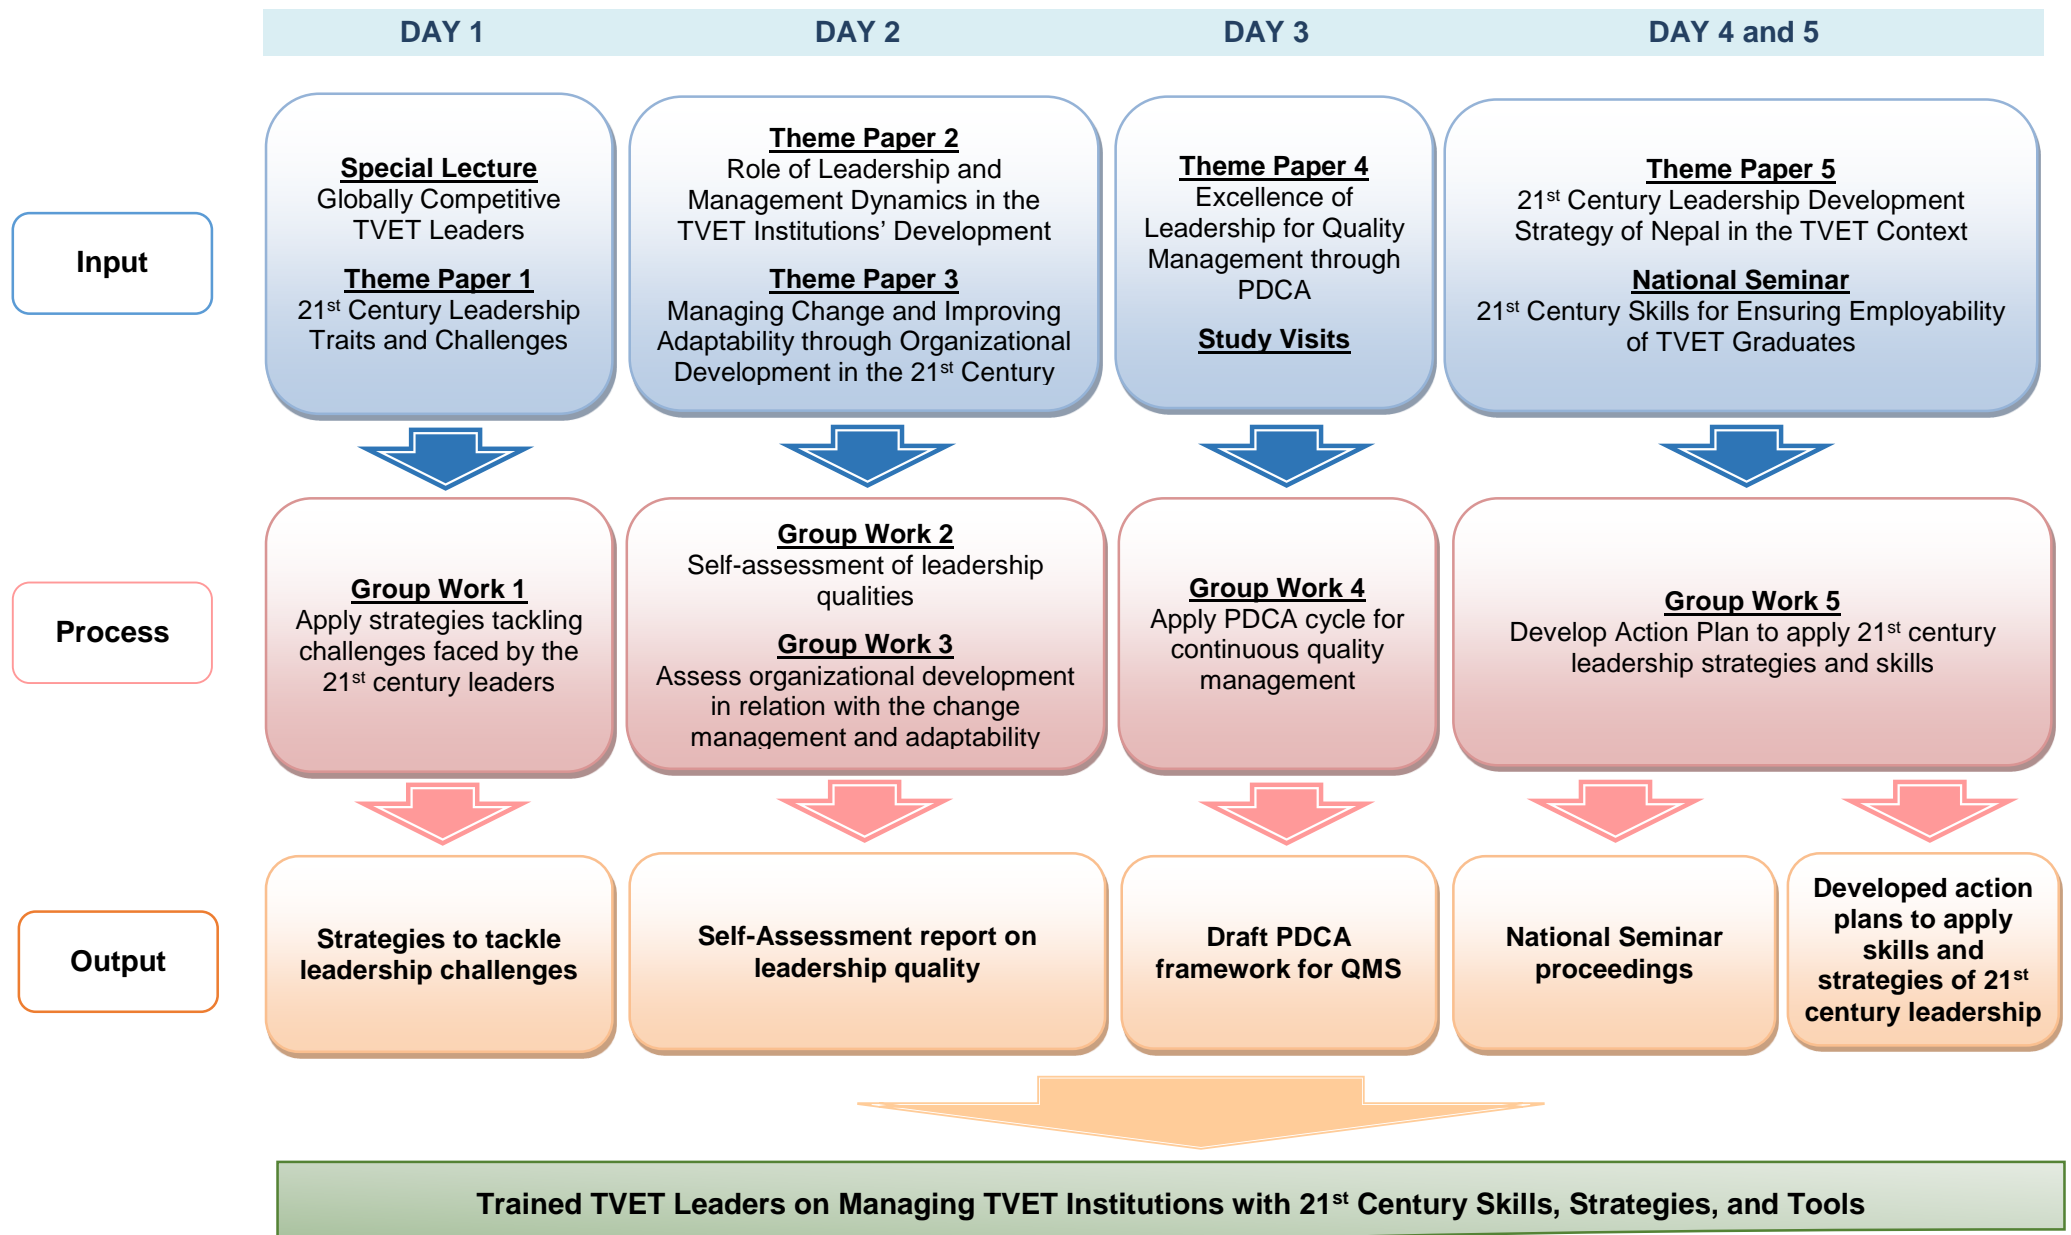 DAY 1
DAY 2
DAY 3
DAY 4 and 5
Input
Special Lecture
Globally Competitive
TVET Leaders
Theme Paper 1
21st Century Leadership
Traits and Challenges
Theme Paper 2
Role of Leadership and
Management Dynamics in the
TVET Institutions’ Development
Theme Paper 3
Managing Change and Improving
Adaptability through Organizational
Development in the 21st Century
Theme Paper 4
Excellence of
Leadership for Quality
Management through
PDCA
Study Visits
Theme Paper 5
21st Century Leadership Development
Strategy of Nepal in the TVET Context
National Seminar
21st Century Skills for Ensuring Employability
of TVET Graduates
Process
Group Work 1
Apply strategies tackling
challenges faced by the
21st century leaders
Group Work 2
Self-assessment of leadership
qualities
Group Work 3
Assess organizational development
in relation with the change
management and adaptability
Group Work 4
Apply PDCA cycle for
continuous quality
management
Group Work 5
Develop Action Plan to apply 21st century
leadership strategies and skills
Output
Strategies to tackle
leadership challenges
Self-Assessment report on
leadership quality
Draft PDCA
framework for QMS
National Seminar
proceedings
Developed action
plans to apply
skills and
strategies of 21st
century leadership
Trained TVET Leaders on Managing TVET Institutions with 21st Century Skills, Strategies, and Tools